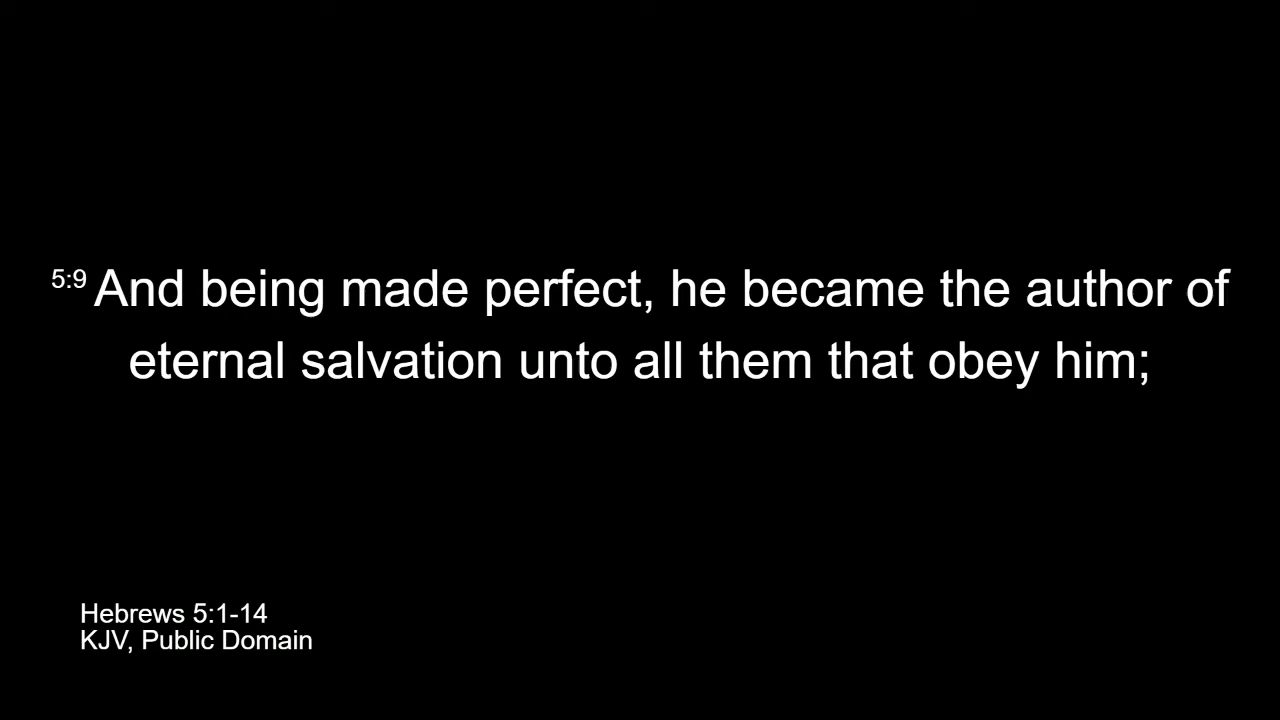 5:9 And being made perfect, he became the author of
eternal salvation unto all them that obey him;
Hebrews 5:1-14
KJV, Public Domain